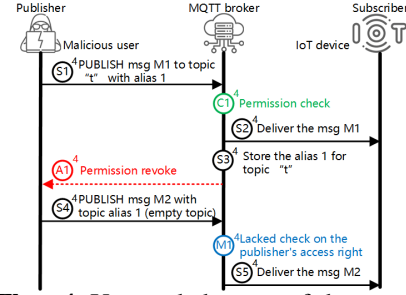 Publisher MQTT broker Subscriber
Malicious user IoT device
S1 4 PUBLISH msg M1 to topic
“t” with alias 1
C1 4 Permission check
S2 4 Deliver the msg M1
S3 4 Store the alias 1 for
topic “t”
A1 4 Permission revoke
S4 4 PUBLISH msg M2 with
topic alias 1 (empty topic)
M1 4 Lacked check on the
publisher's access right
S5 4 Deliver the msg M2